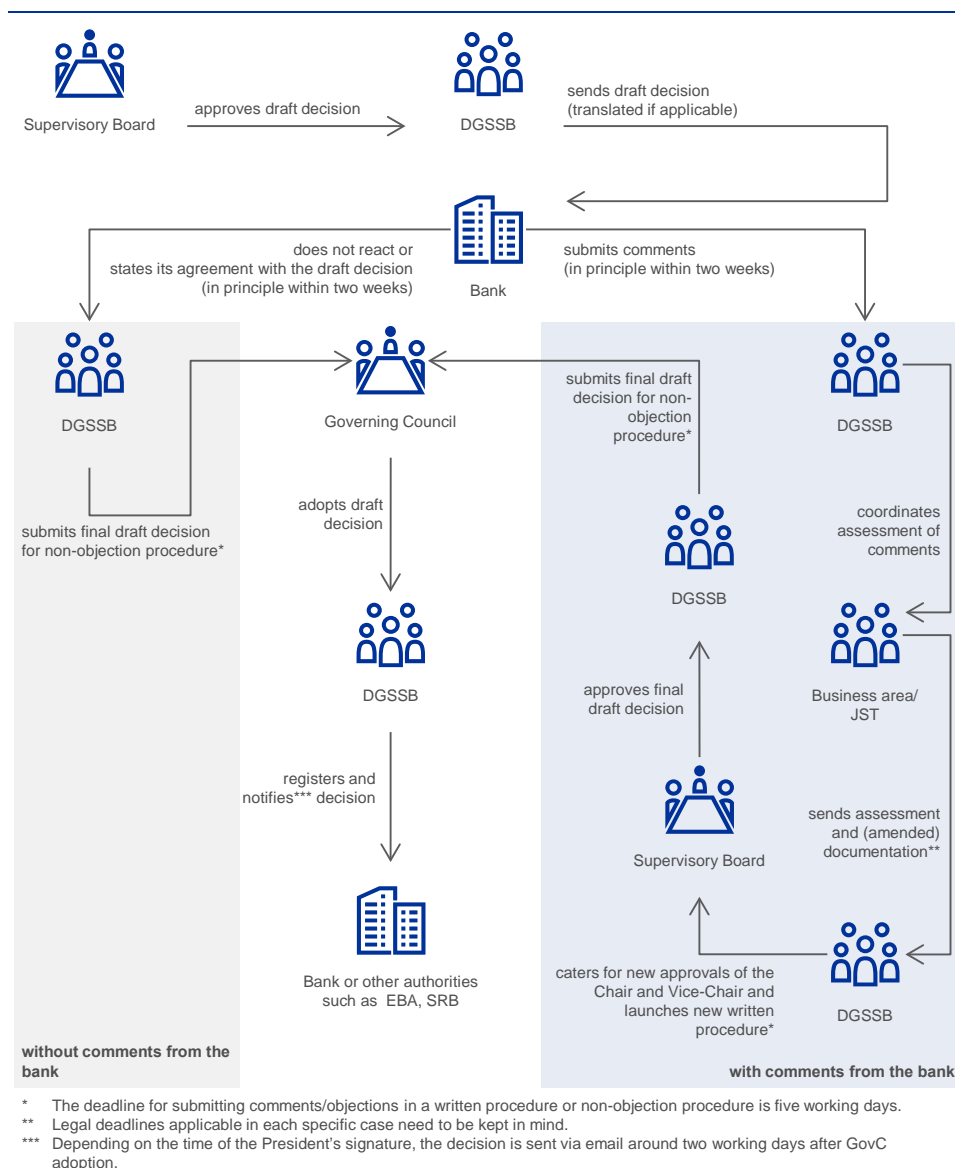 Supervisory Board
approves draft decision
DGSSB
sends draft decision
(translated if applicable)
Bank
does not react or
states its agreement with the draft decision
(in principle within two weeks)
submits comments
(in principle within two weeks)
DGSSB
submits final draft decision
for non-objection procedure*
without comments from the
bank
Governing Council
adopts draft
decision
DGSSB
registers and
notifies*** decision
Bank or other authorities
such as EBA, SRB
DGSSB
coordinates
assessment of
comments
Business area/
JST
sends assessment
and (amended)
documentation**
DGSSB
caters for new approvals of the
Chair and Vice-Chair and
launches new written
procedure*
Supervisory Board
approves final
draft decision
DGSSB
submits final draft
decision for non-
objection
procedure*
with comments from the bank
* The deadline for submitting comments/objections in a written procedure or non-objection procedure is five working days.
** Legal deadlines applicable in each specific case need to be kept in mind.
*** Depending on the time of the President's signature, the decision is sent via email around two working days after GovC
adoption.